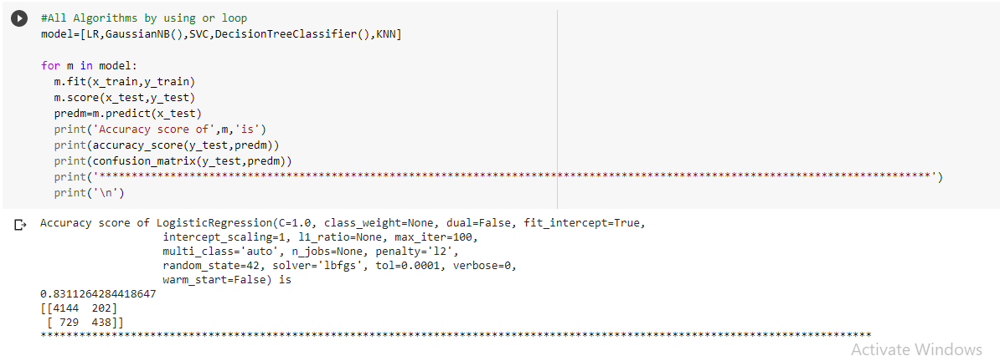 #All Algorithms by using or loop
model=[LR,GaussianNB(),SVC,DecisionTreeClassifier(),KNN]
for m in model:
  m.fit(x_train,y_train)
  m.score(x_test,y_test)
  predm=m.predict(x_test)
  print('Accuracy score of',m,'is')
  print(accuracy_score(y_test,predm))
  print(confusion_matrix(y_test,predm))
  print('*********************************************************************************************************************************')
  print('\n')
Accuracy score of LogisticRegression(C=1.0, class_weight=None, dual=False, fit_intercept=True,
                   intercept_scaling=1, l1_ratio=None, max_iter=100,
                   multi_class='auto', n_jobs=None, penalty='l2',
                   random_state=42, solver='lbfgs', tol=0.0001, verbose=0,
                   warm_start=False) is
0.8311264284418647
[[4144  202]
 [ 729  438]]
*********************************************************************************************************************************
Activate Windows